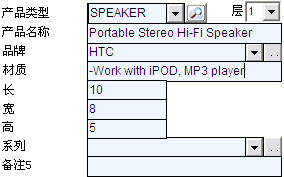 产品类型 SPEAKER 层 1
产品名称 Portable Stereo Hi-Fi Speaker
品牌 HTC ..
材质 -Work with iPOD, MP3 player
长 10
宽 8
高 5
系列 ..
备注5